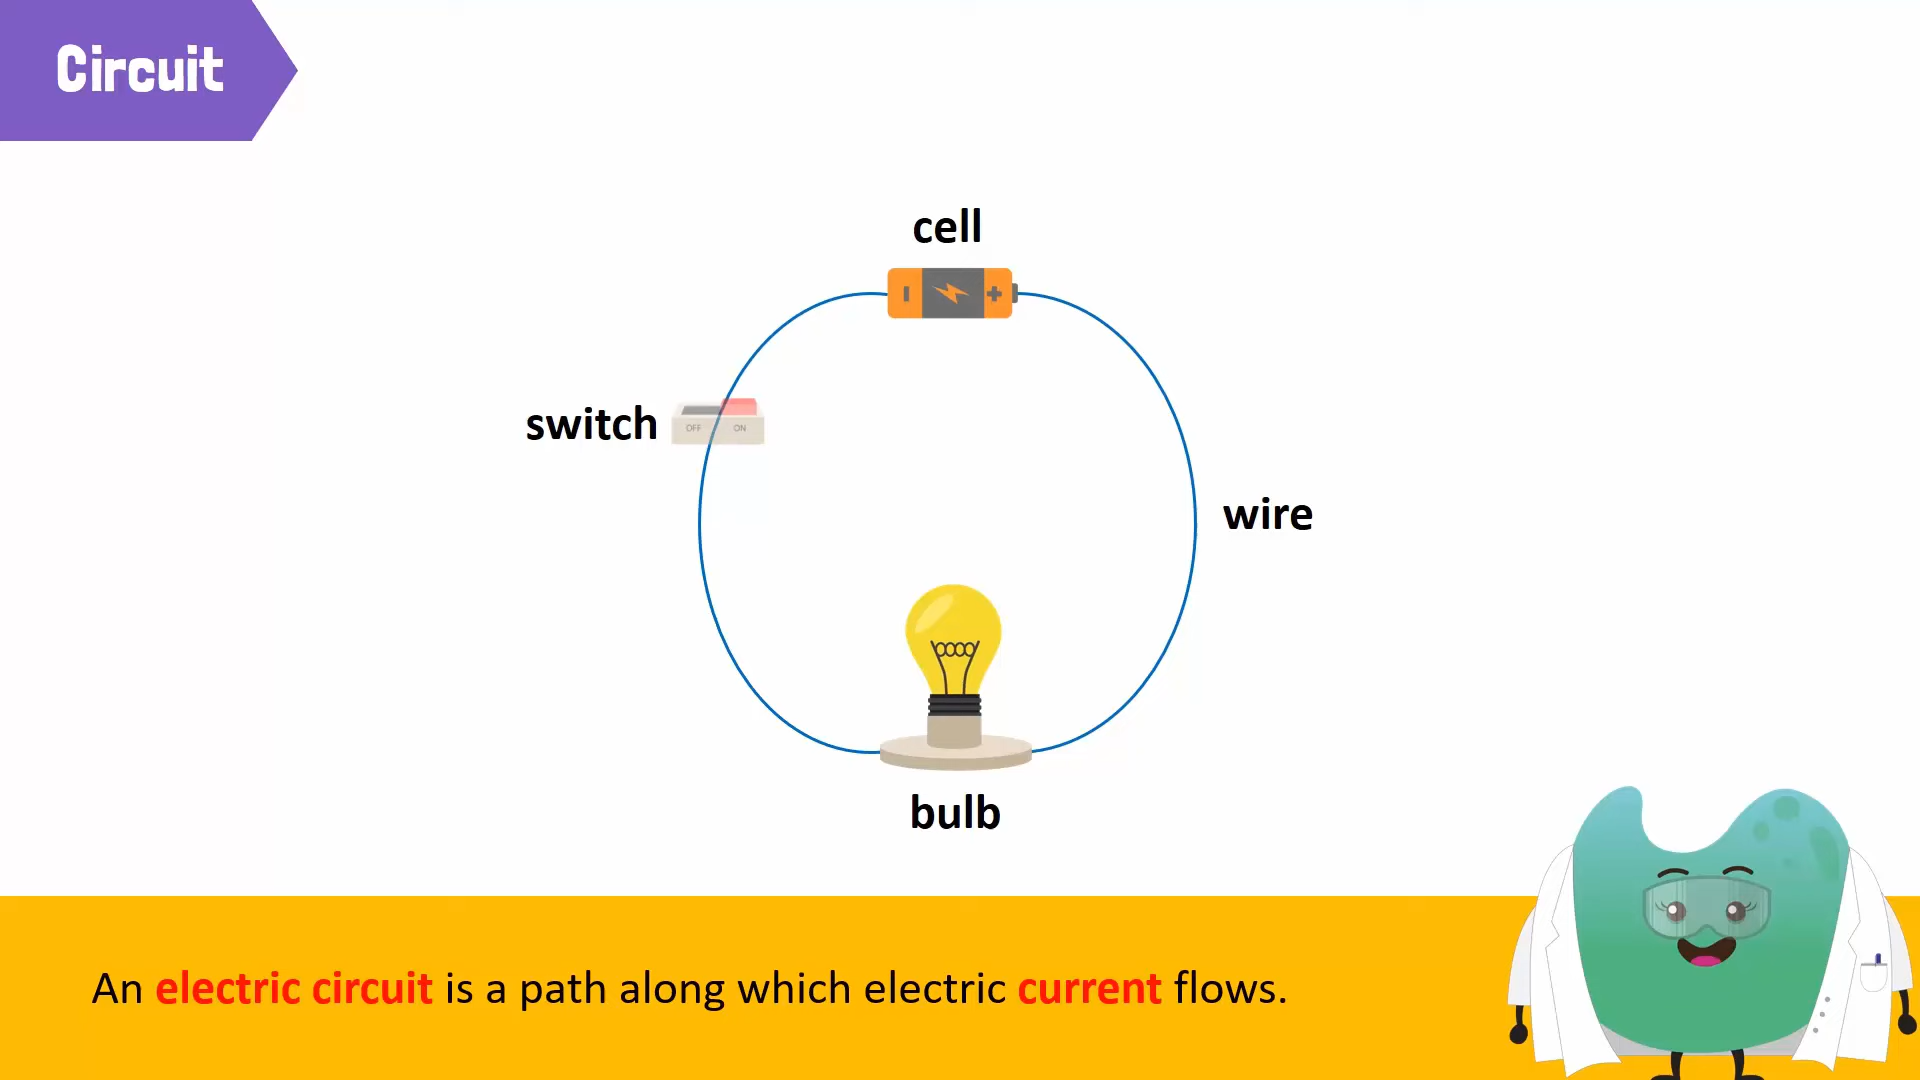 Circuit
cell
switch
OFF ON
wire
bulb
An electric circuit is a path along which electric current flows.